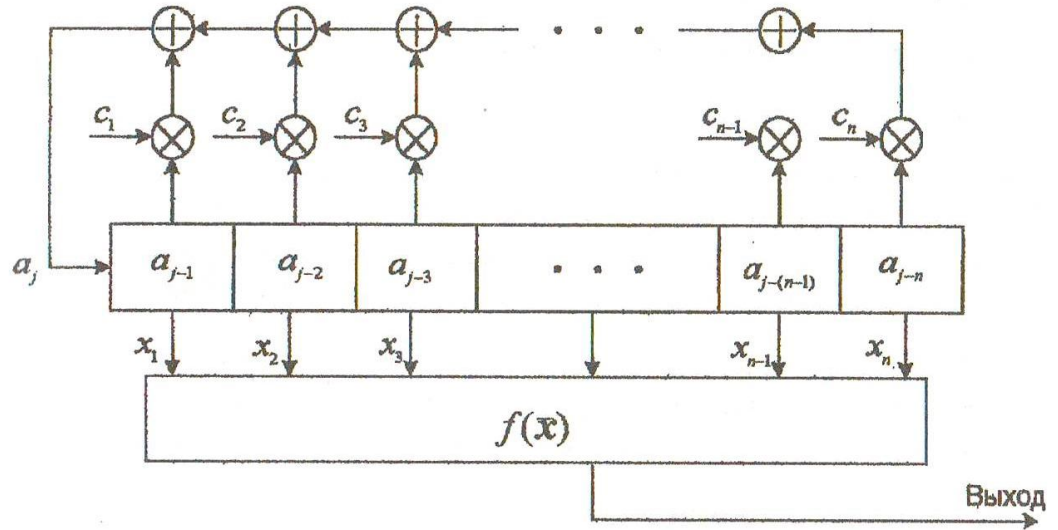 c₁ c₂ c₃ cₙ₋₁ cₙ
aⱼ aⱼ₋₁ aⱼ₋₂ aⱼ₋₃ . . . aⱼ₋₍ₙ₋₁₎ aⱼ₋ₙ
x₁ x₂ x₃ xₙ₋₁ xₙ
f(x)
Выход